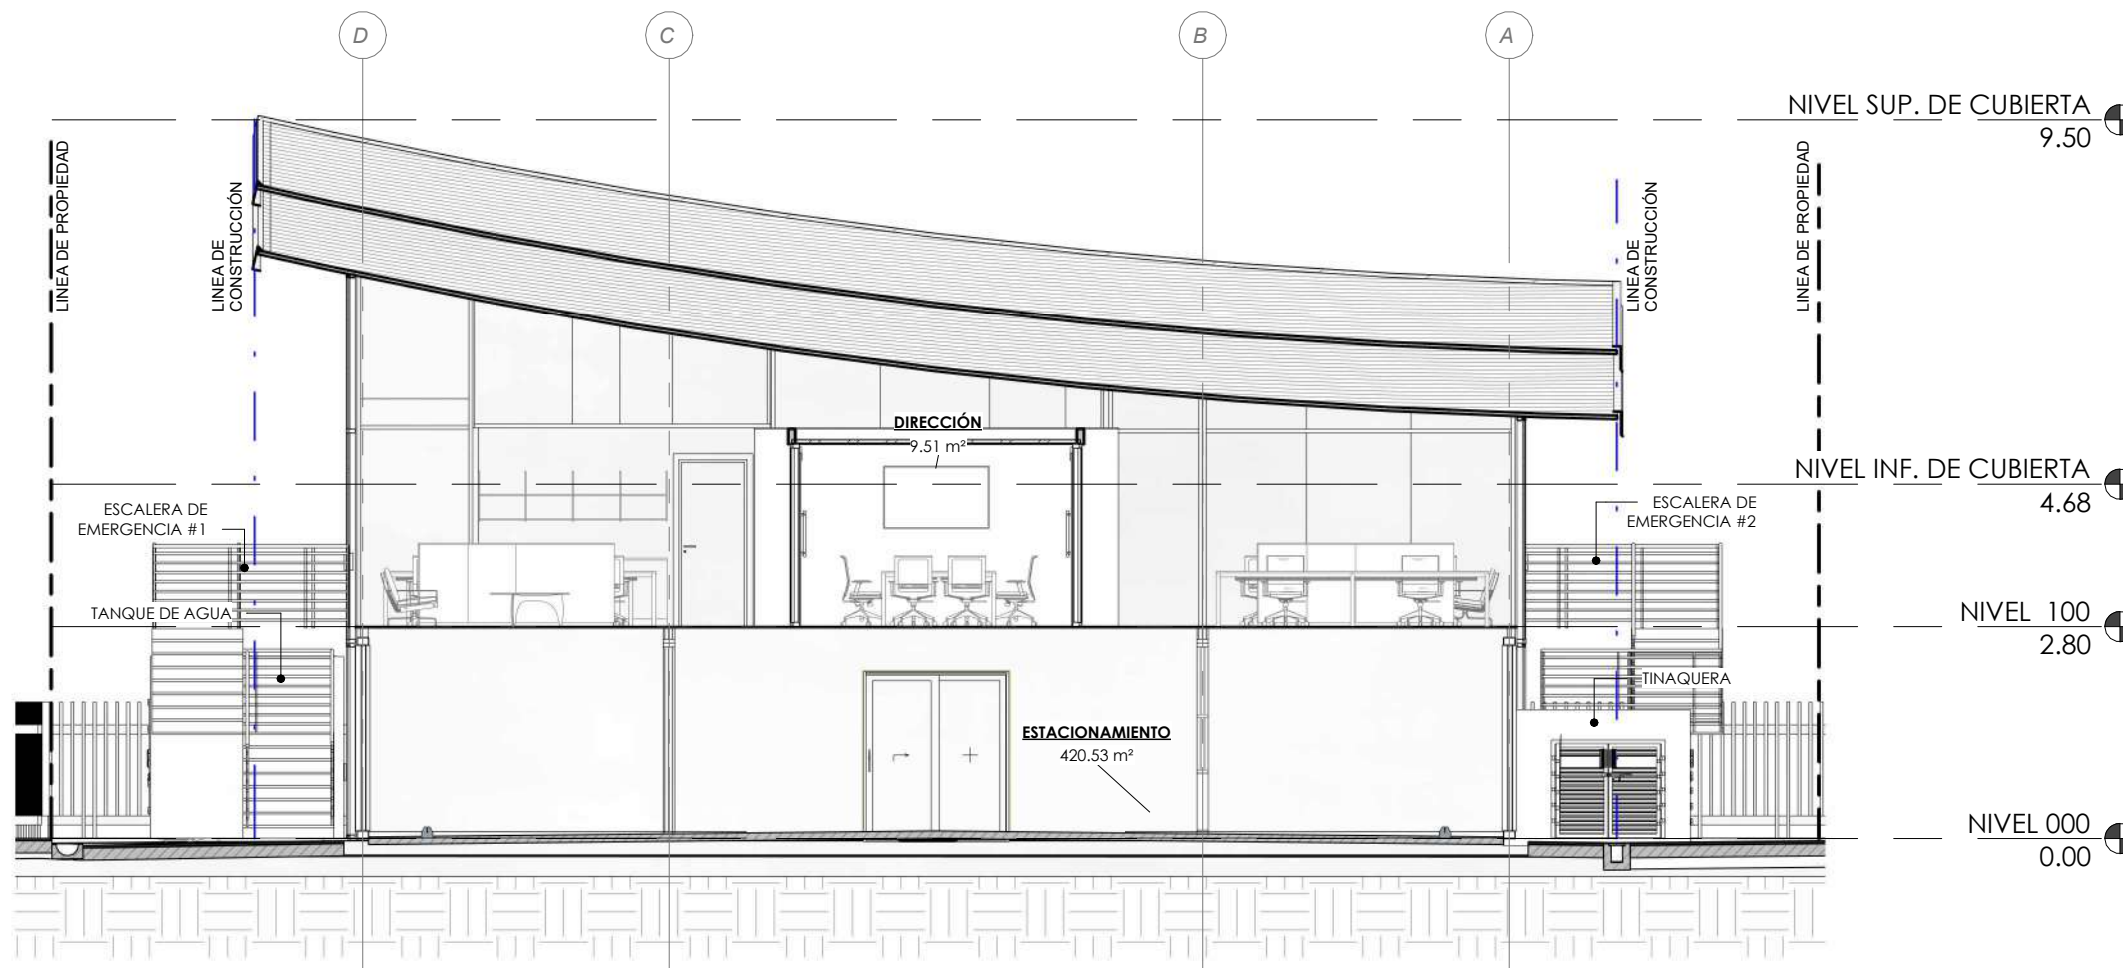 D
C
B
A
NIVEL SUP. DE CUBIERTA
9.50
LINEA DE PROPIEDAD
LINEA DE
CONSTRUCCIÓN
LINEA DE
CONSTRUCCIÓN
LINEA DE PROPIEDAD
DIRECCIÓN
9.51 m²
NIVEL INF. DE CUBIERTA
4.68
ESCALERA DE
EMERGENCIA #1
ESCALERA DE
EMERGENCIA #2
TANQUE DE AGUA
NIVEL 100
2.80
TINAQUERA
ESTACIONAMIENTO
420.53 m²
NIVEL 000
0.00